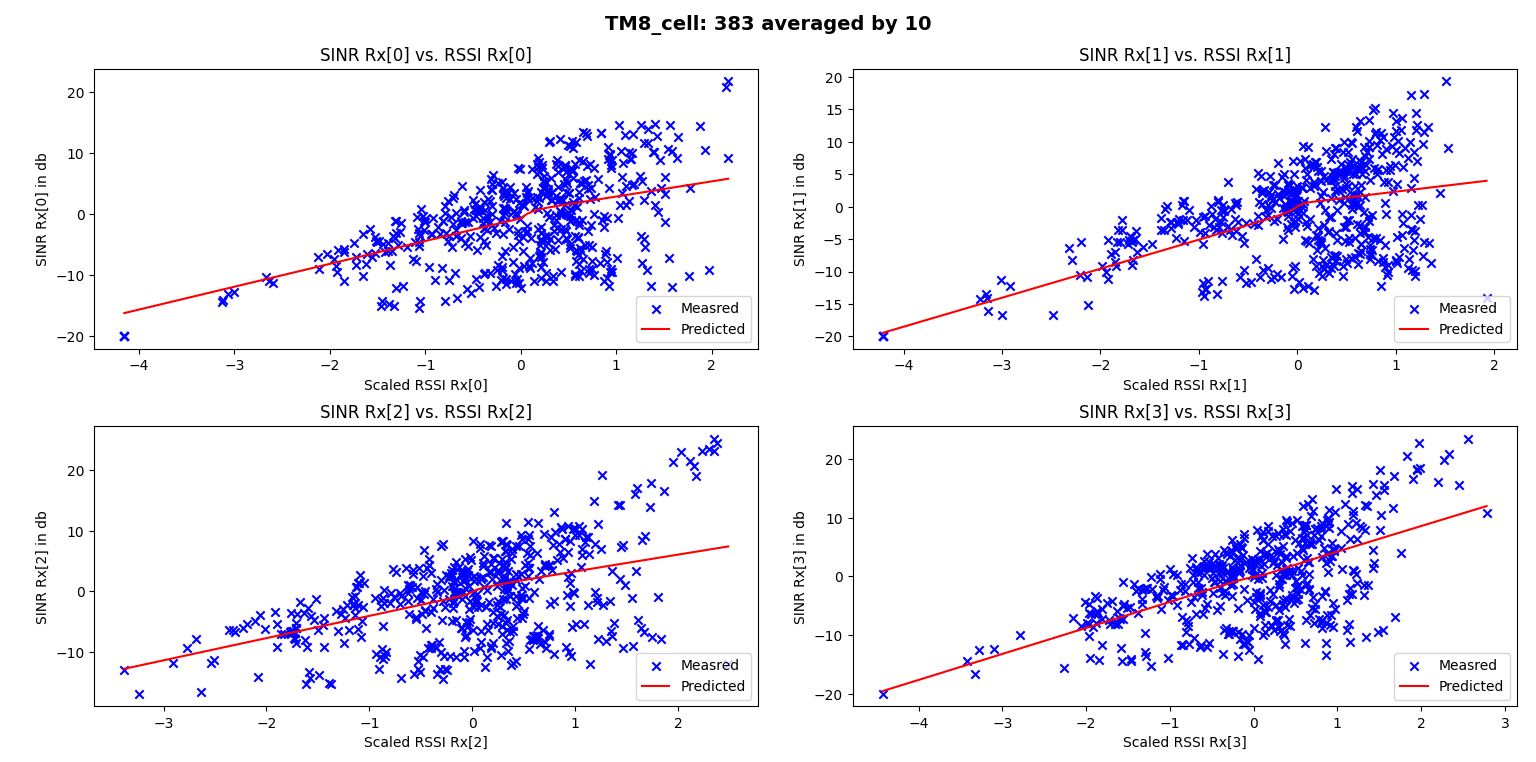 TM8_cell: 383 averaged by 10
SINR Rx[0] vs. RSSI Rx[0]
SINR Rx[0] in db
20
10
0
−10
−20
−4 −3 −2 −1 0 1 2
Scaled RSSI Rx[0]
Measred
Predicted
SINR Rx[1] vs. RSSI Rx[1]
SINR Rx[1] in db
20
15
10
5
0
−5
−10
−15
−20
−4 −3 −2 −1 0 1 2
Scaled RSSI Rx[1]
Measred
Predicted
SINR Rx[2] vs. RSSI Rx[2]
SINR Rx[2] in db
20
10
0
−10
−3 −2 −1 0 1 2
Scaled RSSI Rx[2]
Measred
Predicted
SINR Rx[3] vs. RSSI Rx[3]
SINR Rx[3] in db
20
10
0
−10
−20
−4 −3 −2 −1 0 1 2 3
Scaled RSSI Rx[3]
Measred
Predicted